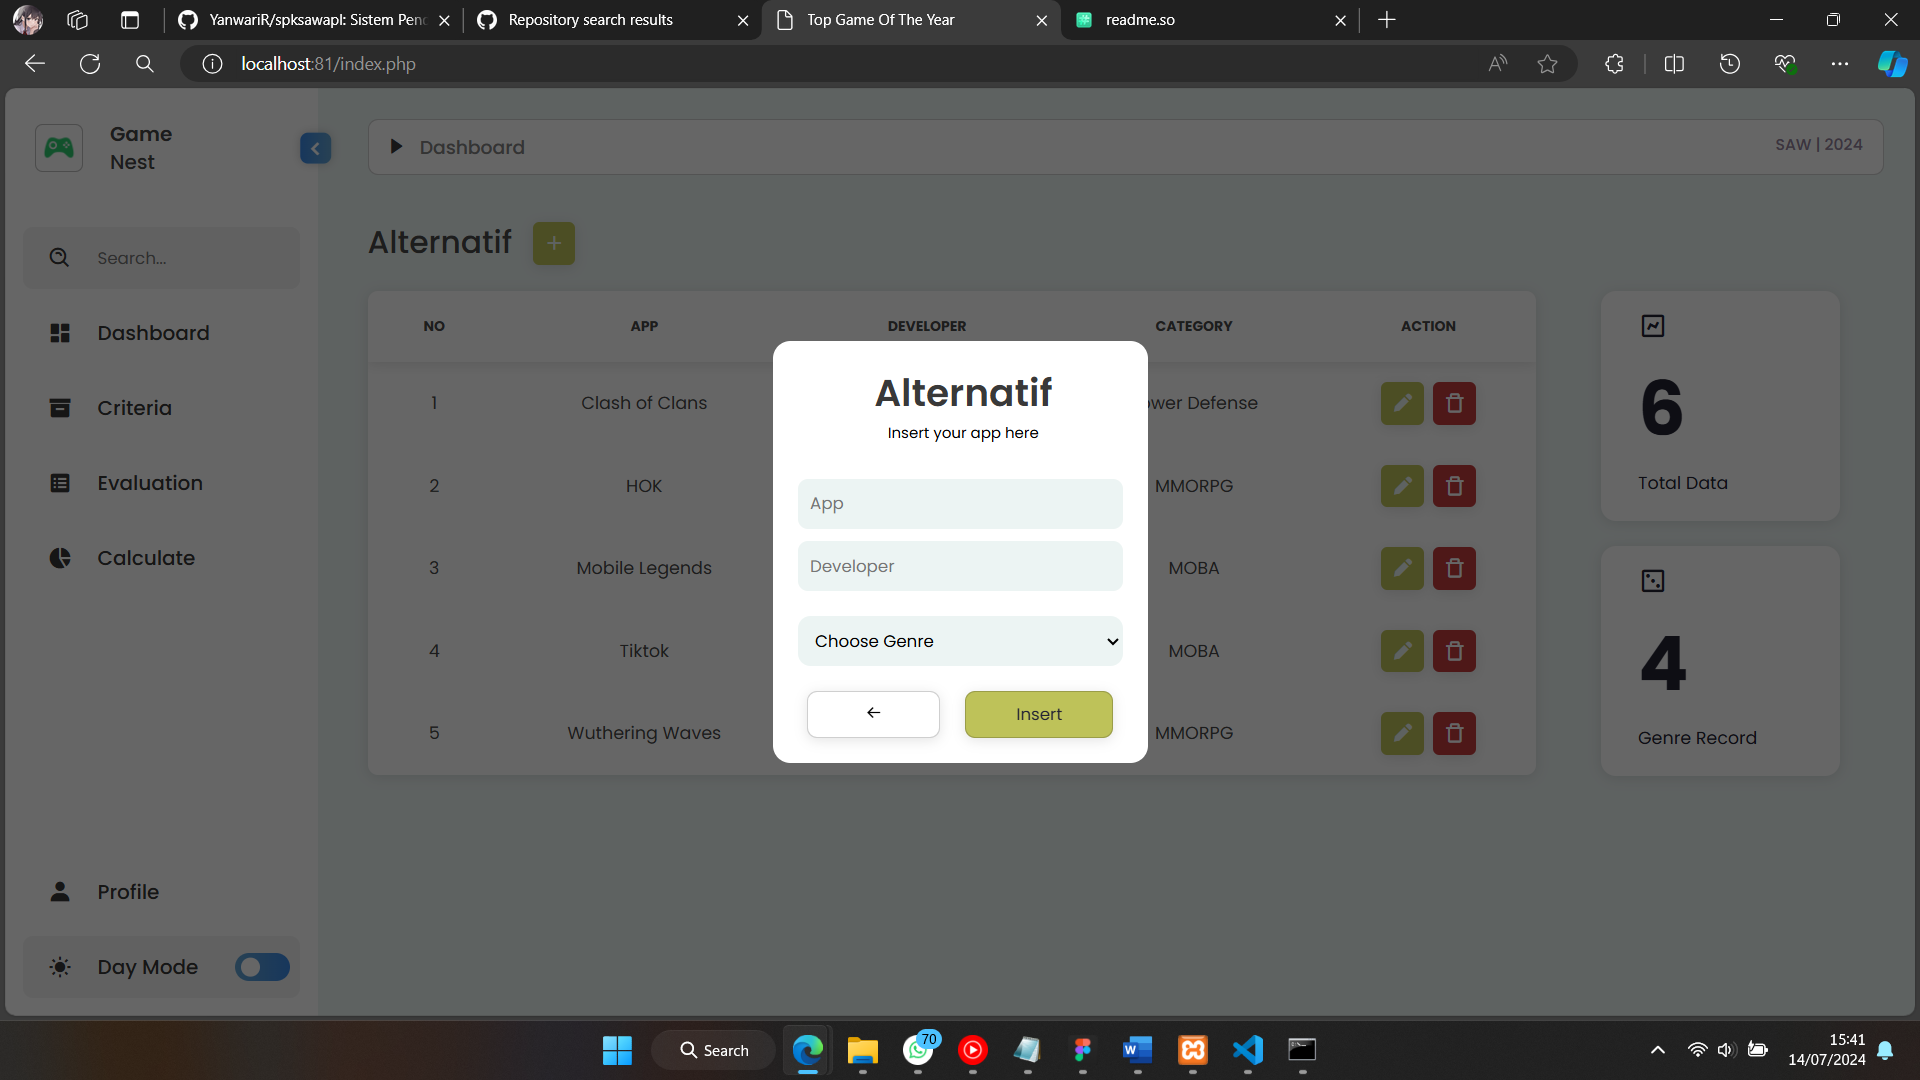 YanwariR/spksawapl: Sistem Pen
Repository search results
Top Game Of The Year
readme.so
localhost:81/index.php
Game
Nest
Dashboard
SAW | 2024
Alternatif
+
Search...
Dashboard
Criteria
Evaluation
Calculate
Profile
Day Mode
NO APP DEVELOPER CATEGORY ACTION
1 Clash of Clans ower Defense
2 HOK MMORPG
3 Mobile Legends MOBA
4 Tiktok MOBA
5 Wuthering Waves MMORPG
Alternatif
Insert your app here
App
Developer
Choose Genre
Insert
6
Total Data
4
Genre Record
Search
70
15:41
14/07/2024